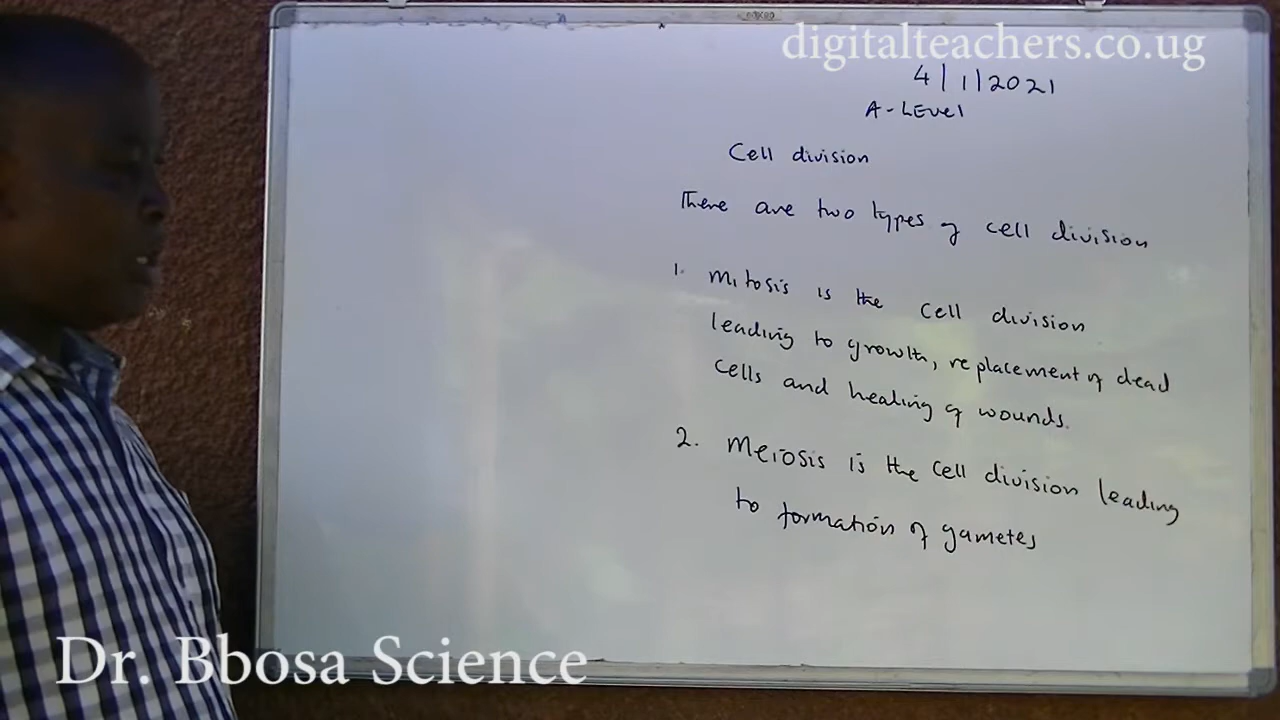 digitalteachers.co.ug
4/1/2021
A-LEvel
Cell division
There are two types of cell division
1. Mitosis is the cell division
leading to growth, replacement of dead
cells and healing of wounds.
2. Meiosis is the cell division leading
to formation of gametes
Dr. Bbosa Science